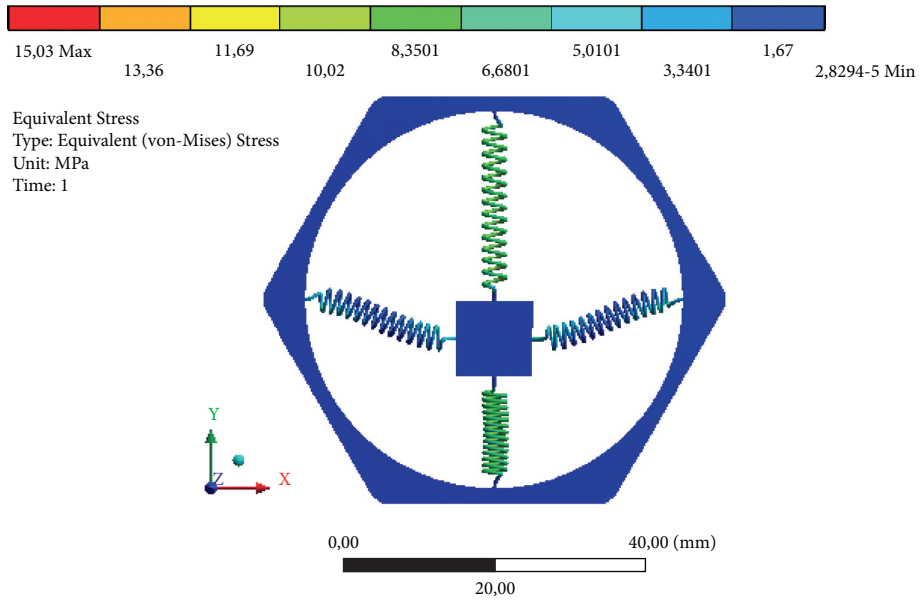 15,03 Max
11,69
8,3501
5,0101
1,67
13,36
10,02
6,6801
3,3401
2,8294-5 Min
Equivalent Stress
Type: Equivalent (von-Mises) Stress
Unit: MPa
Time: 1
Y
Z
X
0,00
40,00 (mm)
20,00